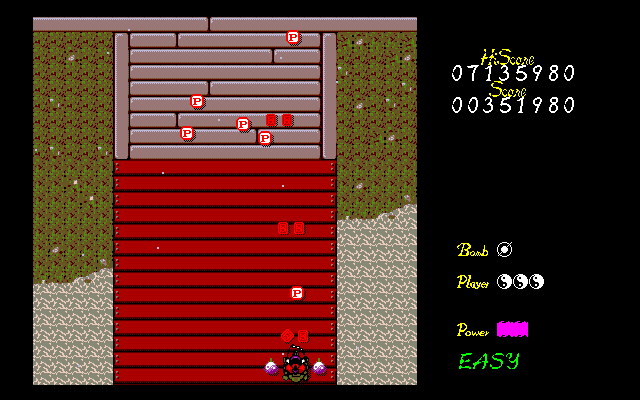 P
HiScore
07135980
Score
00351980
P
P
P
P
P
Bomb
Player
Power
EASY